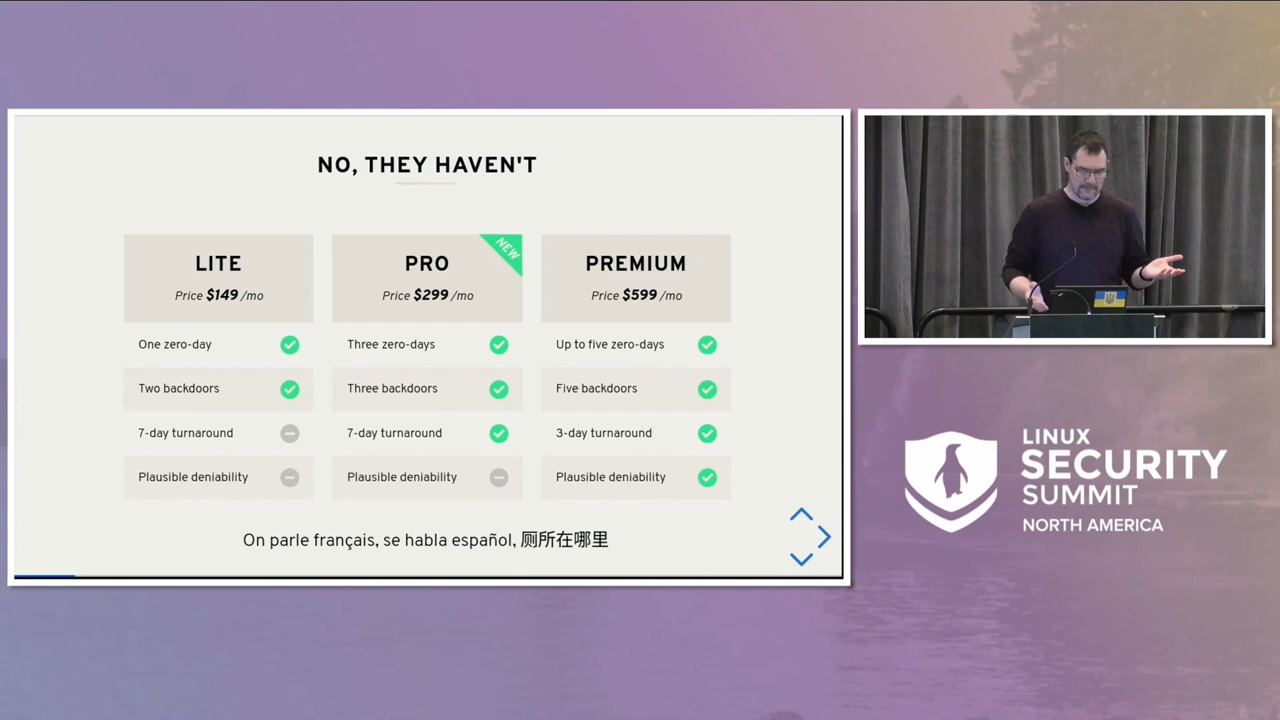 NO, THEY HAVEN'T
LITE
Price $149 /mo
One zero-day
Two backdoors
7-day turnaround
Plausible deniability
PRO
NEW
Price $299 /mo
Three zero-days
Three backdoors
7-day turnaround
Plausible deniability
PREMIUM
Price $599 /mo
Up to five zero-days
Five backdoors
3-day turnaround
Plausible deniability
On parle français, se habla español, 厕所在哪里
LINUX
SECURITY
SUMMIT
NORTH AMERICA